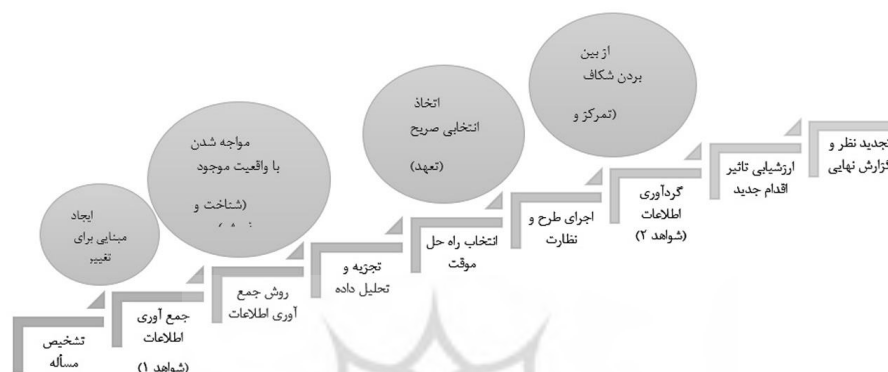 از بین
بردن شکاف
(تمرکز و
اتخاذ
انتخابی صریح
(تعهد)
مواجه شدن
با واقعیت موجود
(شناخت و
ایجاد
مبنایی برای
تغییر
تشخیص
مسأله
جمع آوری
اطلاعات
(شواهد ۱)
روش جمع
آوری اطلاعات
تجزیه و
تحلیل داده
انتخاب راه حل
موقت
اجرای طرح و
نظارت
گردآوری
اطلاعات
(شواهد ۲)
ارزشیابی تاثیر
اقدام جدید
تجدید نظر و
گزارش نهایی